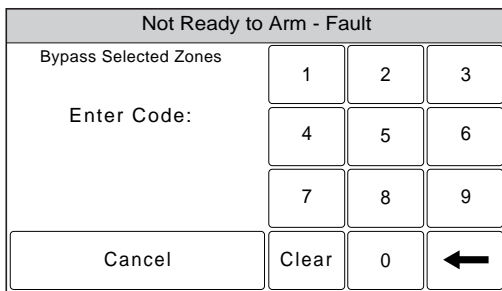 Not Ready to Arm - Fault
Bypass Selected Zones
Enter Code:
1 2 3
4 5 6
7 8 9
Cancel Clear 0